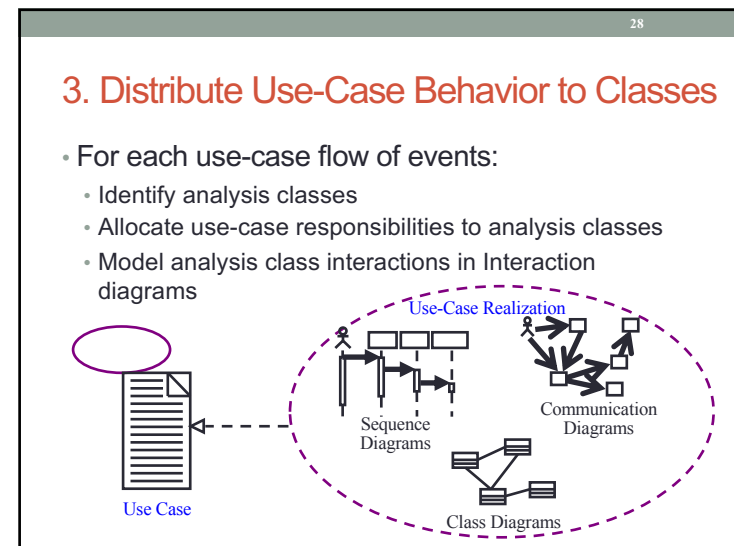 28
3. Distribute Use-Case Behavior to Classes
• For each use-case flow of events:
• Identify analysis classes
• Allocate use-case responsibilities to analysis classes
• Model analysis class interactions in Interaction
diagrams
Use-Case Realization
Sequence
Diagrams
Communication
Diagrams
Use Case
Class Diagrams